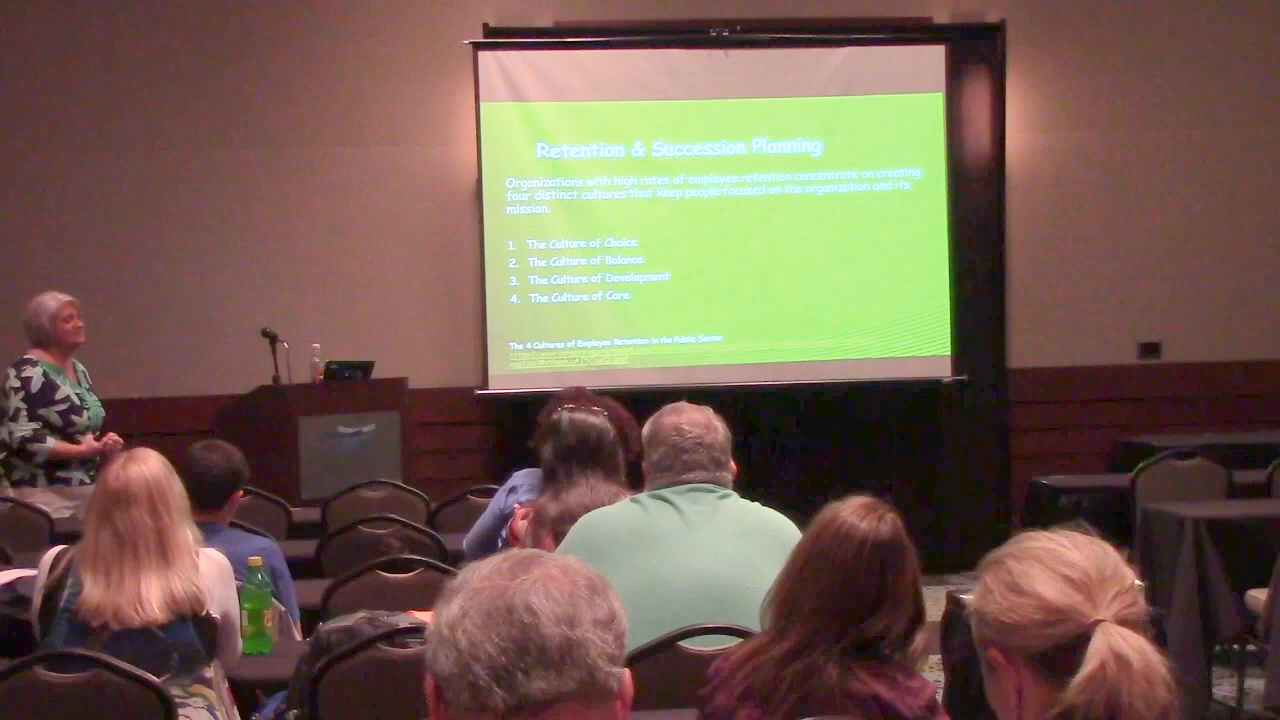 Retention & Succession Planning
Organizations with high rates of employee retention concentrate on creating
four distinct cultures that keep people focused on the organization and its
mission.
1. The Culture of Choice
2. The Culture of Balance
3. The Culture of Development
4. The Culture of Care
The 4 Cultures of Employee Retention in the Public Sector